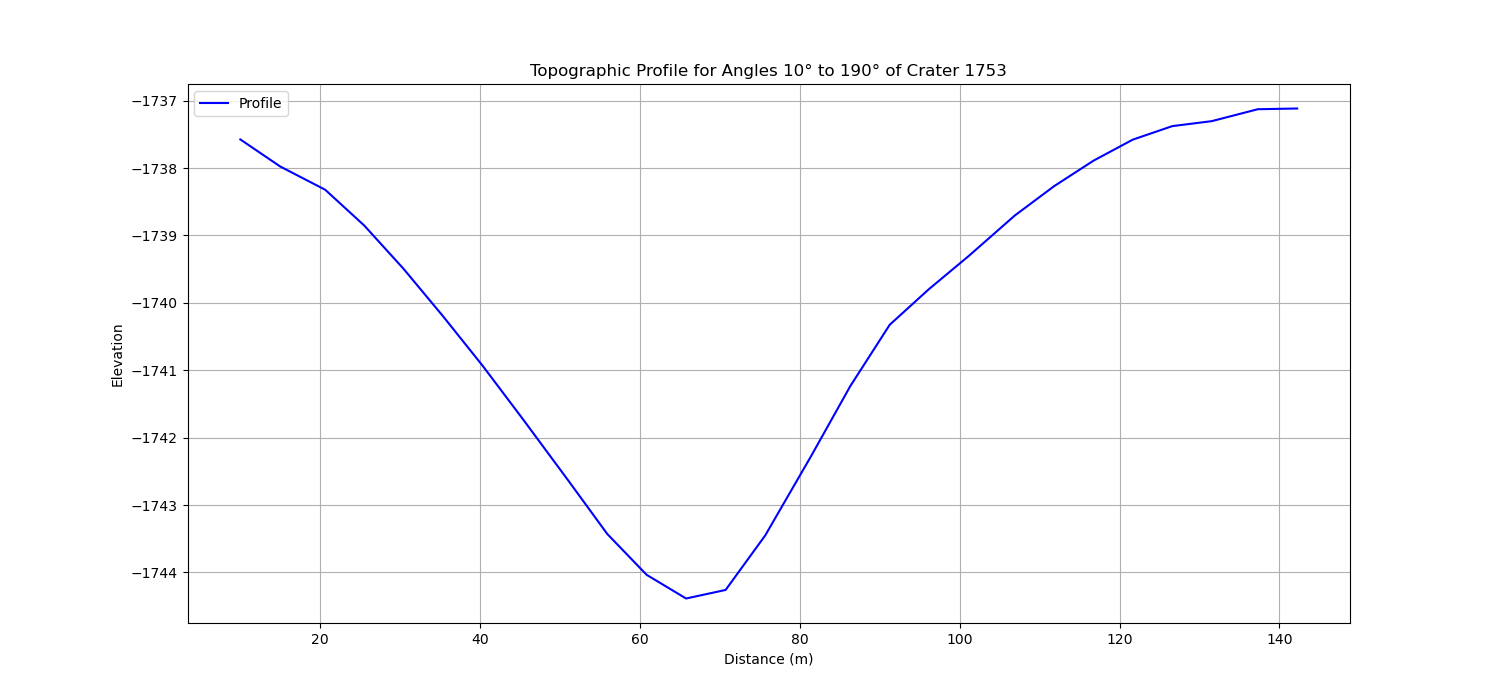 Topographic Profile for Angles 10° to 190° of Crater 1753
Profile
Elevation
−1737
−1738
−1739
−1740
−1741
−1742
−1743
−1744
20 40 60 80 100 120 140
Distance (m)